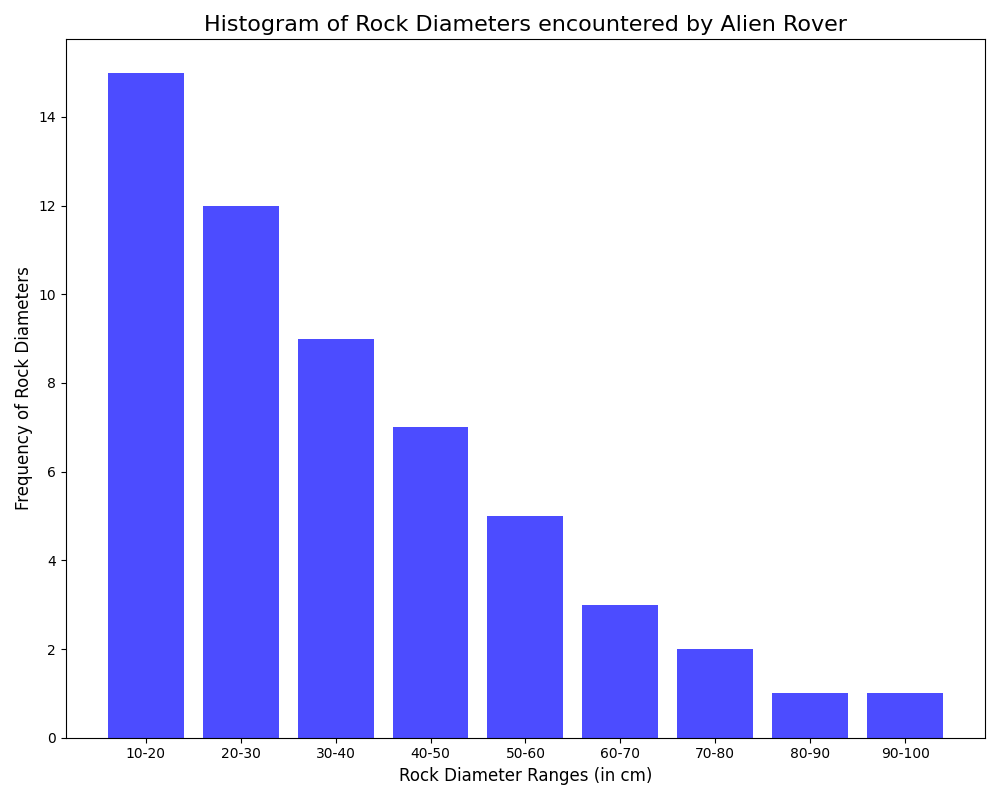 Histogram of Rock Diameters encountered by Alien Rover
Frequency of Rock Diameters
14
12
10
8
6
4
2
0
10-20 20-30 30-40 40-50 50-60 60-70 70-80 80-90 90-100
Rock Diameter Ranges (in cm)